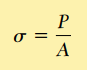 σ = P/A